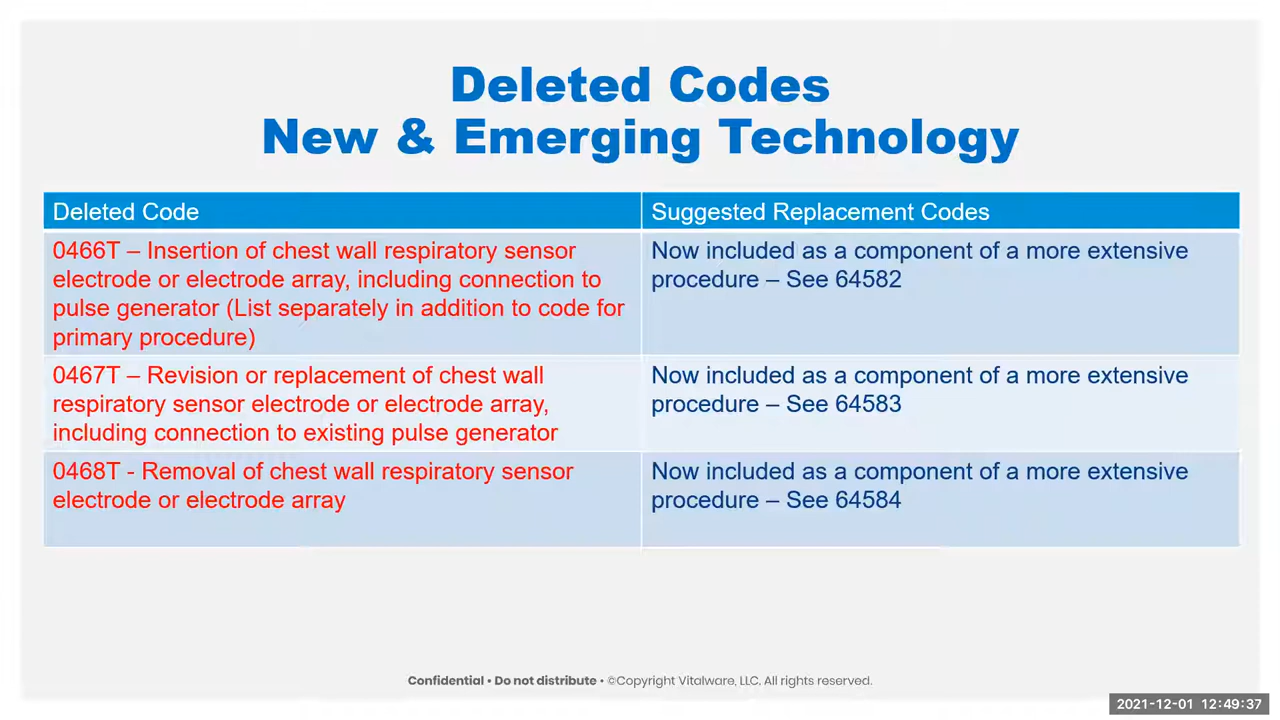 Deleted Codes
New & Emerging Technology
Deleted Code
Suggested Replacement Codes
0466T – Insertion of chest wall respiratory sensor
electrode or electrode array, including connection to
pulse generator (List separately in addition to code for
primary procedure)
Now included as a component of a more extensive
procedure – See 64582
0467T – Revision or replacement of chest wall
respiratory sensor electrode or electrode array,
including connection to existing pulse generator
Now included as a component of a more extensive
procedure – See 64583
0468T - Removal of chest wall respiratory sensor
electrode or electrode array
Now included as a component of a more extensive
procedure – See 64584
Confidential • Do not distribute • ©Copyright Vitalware, LLC. All rights reserved.
2021-12-01 12:49:37